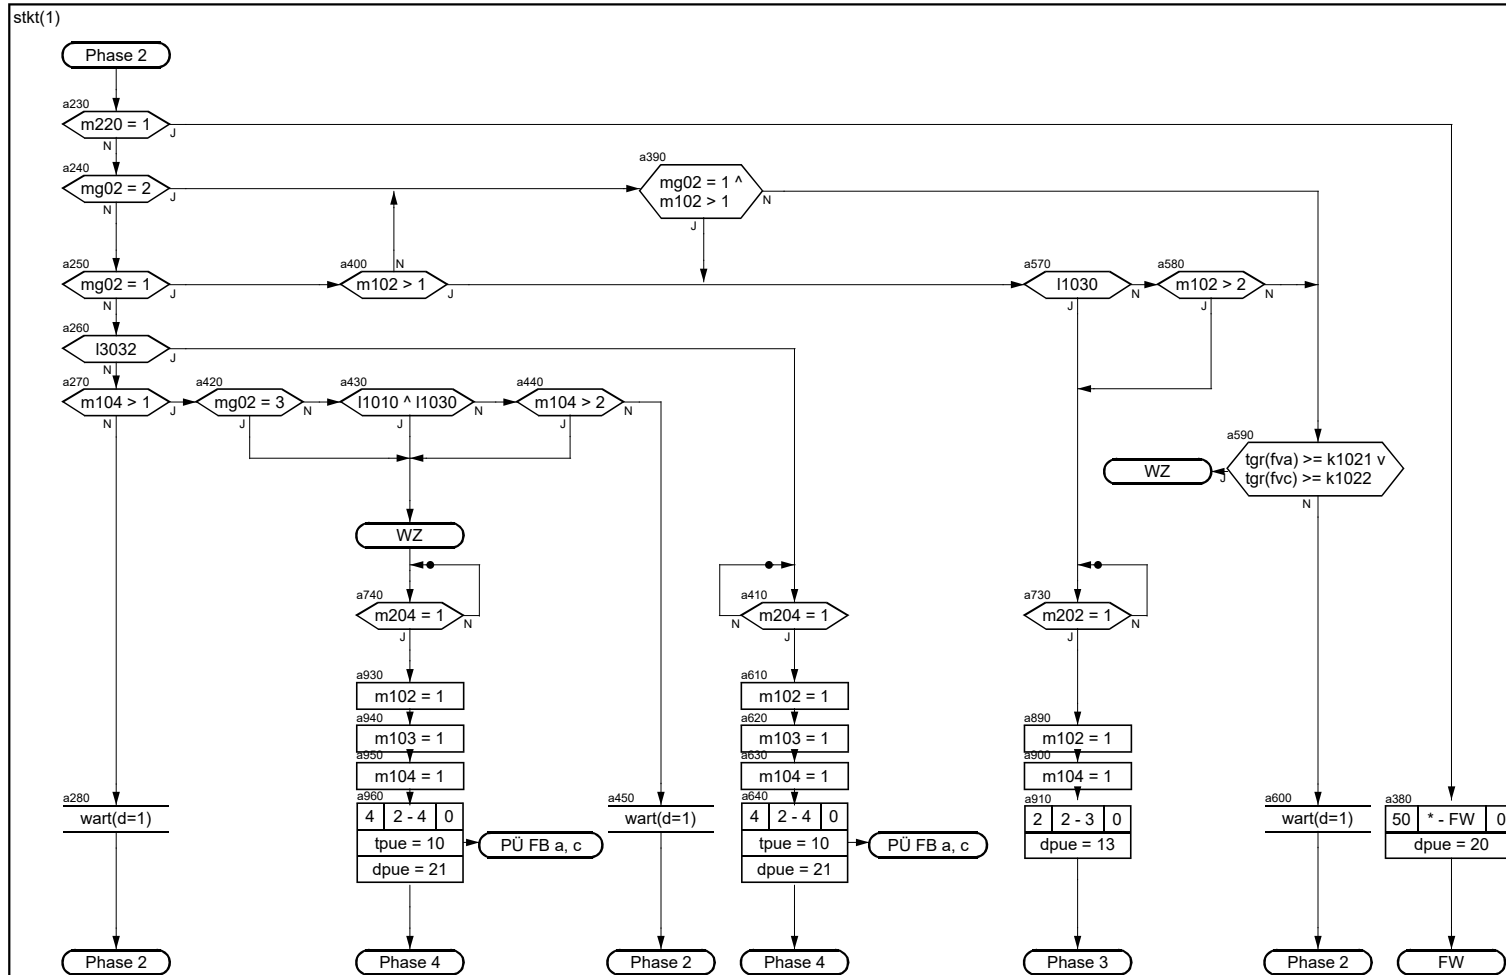 stkt(1)
Phase 2
a230
m220 = 1
J
N
a240
mg02 = 2
J
N
a390
mg02 = 1 ^
m102 > 1
N
J
a250
mg02 = 1
J
N
a400
m102 > 1
N
J
a570
l1030
N
J
a580
m102 > 2
N
J
a260
l3032
J
N
a270
m104 > 1
J
N
a420
mg02 = 3
N
J
a430
l1010 ^ l1030
N
J
a440
m104 > 2
N
J
a590
tgr(fva) >= k1021 v
tgr(fvc) >= k1022
J
N
WZ
WZ
a740
m204 = 1
N
J
a410
m204 = 1
N
J
a730
m202 = 1
N
J
a930
m102 = 1
a940
m103 = 1
a950
m104 = 1
a960
4 2 - 4 0
tpue = 10
dpue = 21
PÜ FB a, c
a610
m102 = 1
a620
m103 = 1
a630
m104 = 1
a640
4 2 - 4 0
tpue = 10
dpue = 21
PÜ FB a, c
a890
m102 = 1
a900
m104 = 1
a910
2 2 - 3 0
dpue = 13
a280
wart(d=1)
a450
wart(d=1)
a600
wart(d=1)
a380
50 * - FW 0
dpue = 20
Phase 2
Phase 4
Phase 2
Phase 4
Phase 3
Phase 2
FW